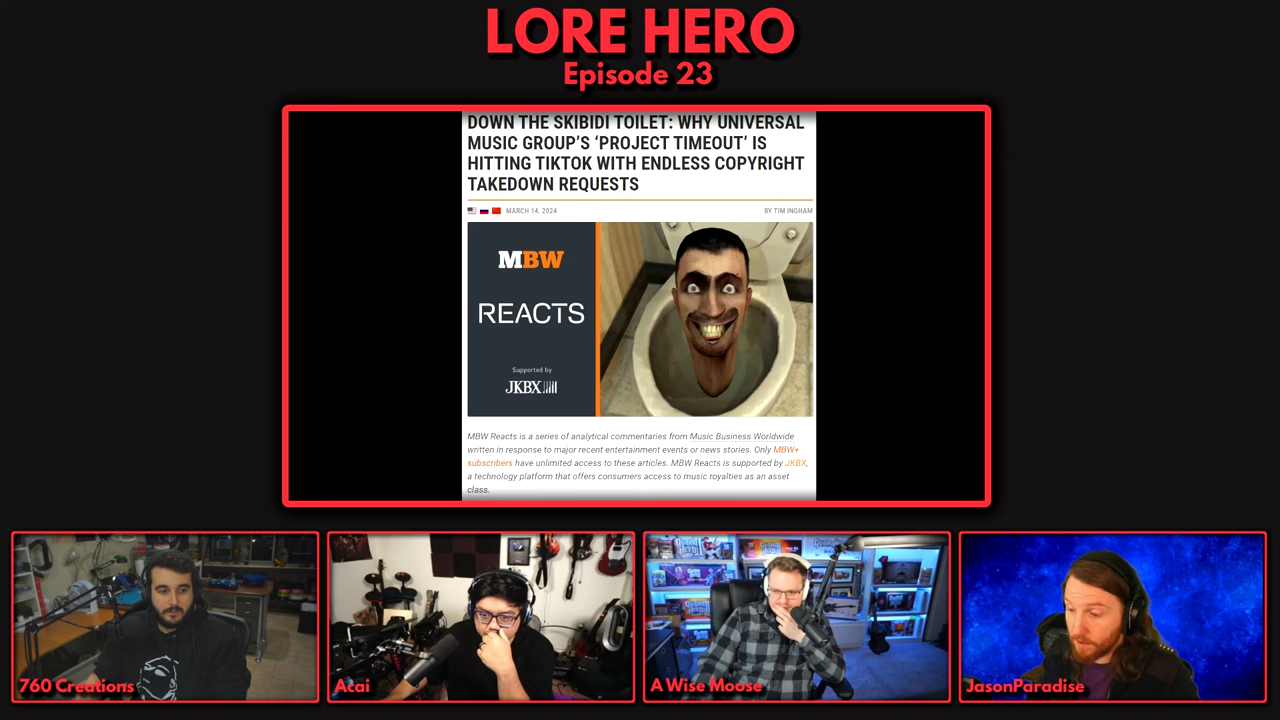 LORE HERO
Episode 23
DOWN THE SKIBIDI TOILET: WHY UNIVERSAL
MUSIC GROUP'S ‘PROJECT TIMEOUT’ IS
HITTING TIKTOK WITH ENDLESS COPYRIGHT
TAKEDOWN REQUESTS
MARCH 14, 2024
BY TIM INGHAM
MBW
REACTS
Supported by
JKBX
MBW Reacts is a series of analytical commentaries from Music Business Worldwide
written in response to major recent entertainment events or news stories. Only MBW+
subscribers have unlimited access to these articles. MBW Reacts is supported by JKBX,
a technology platform that offers consumers access to music royalties as an asset
class.
760 Creations
Acai
A Wise Moose
JasonParadise